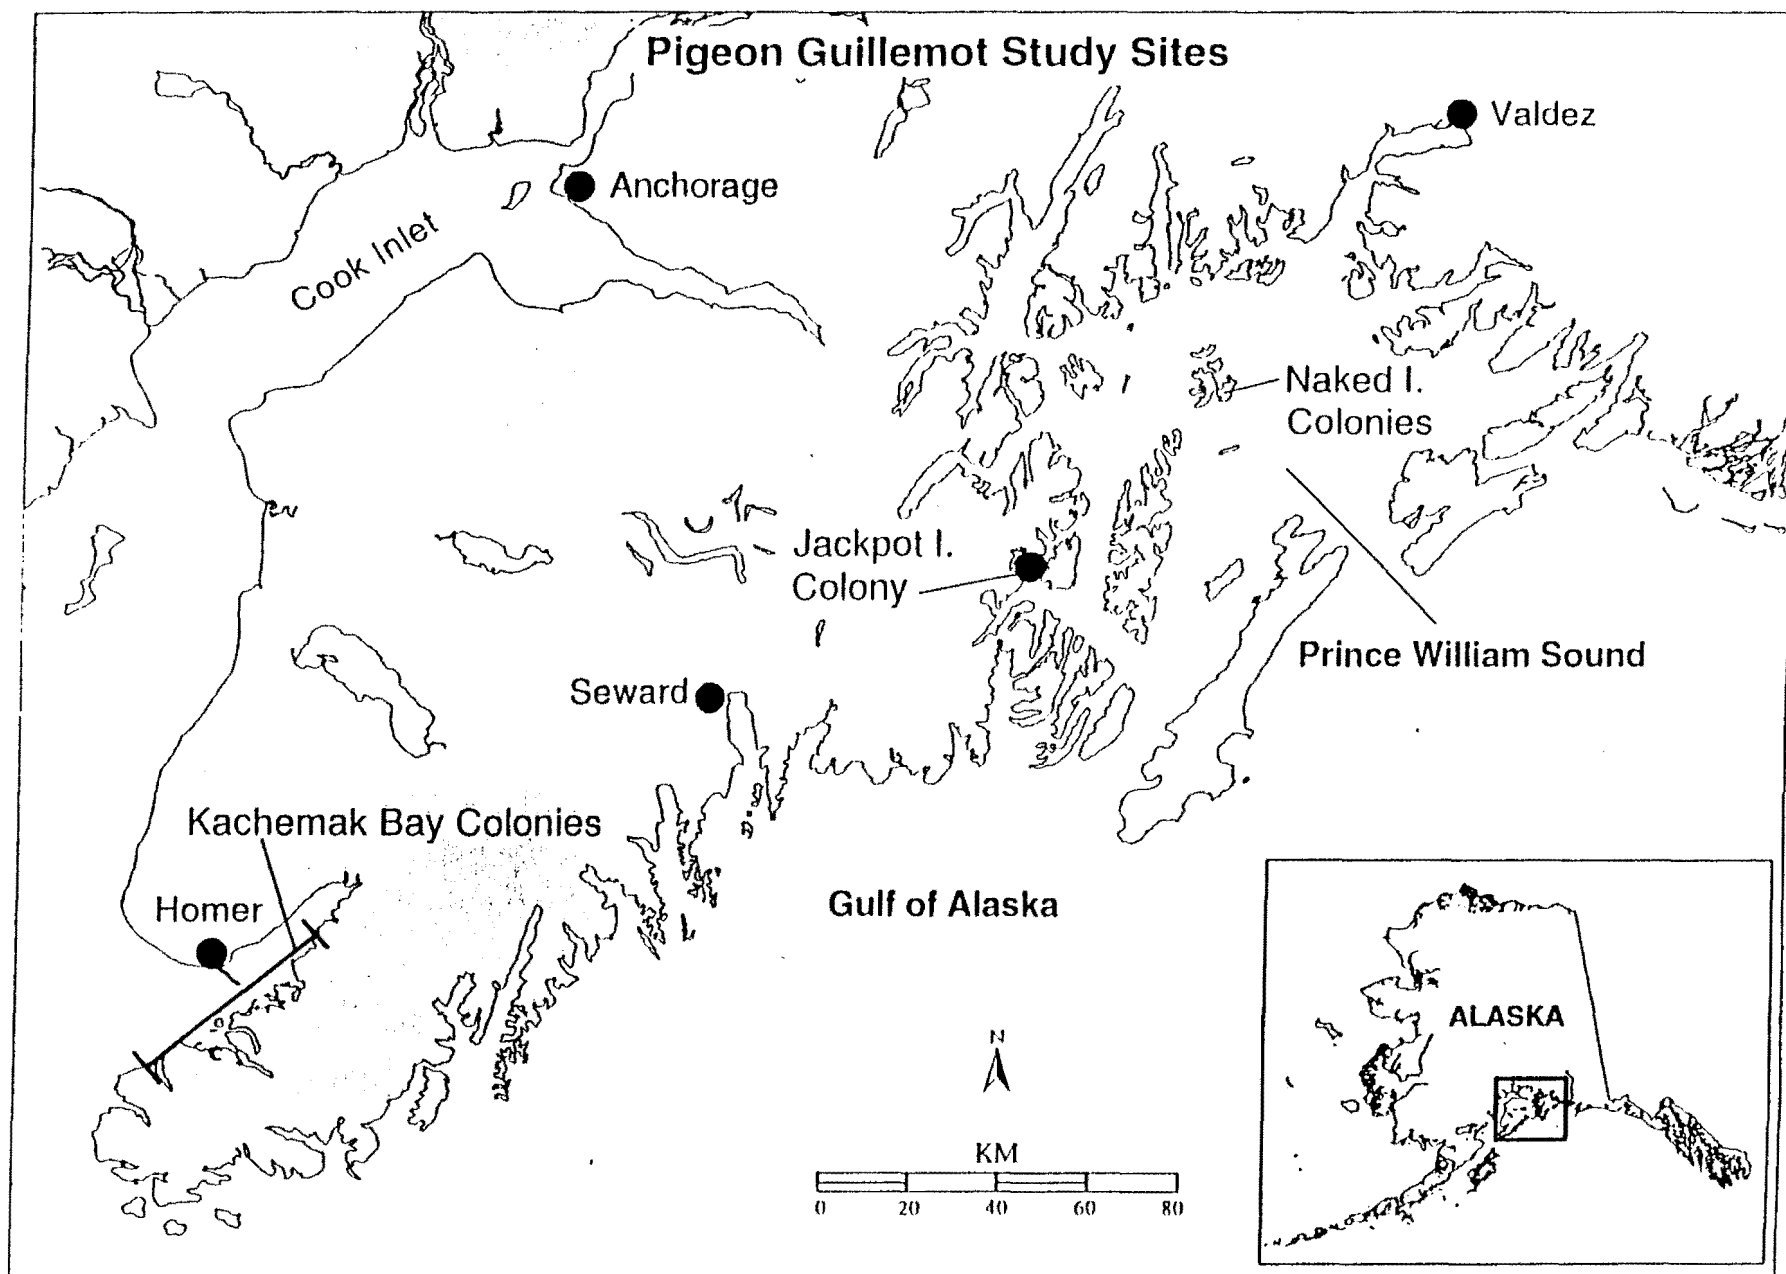 Pigeon Guillemot Study Sites
Valdez
Anchorage
Cook Inlet
Naked I.
Colonies
Jackpot I.
Colony
Prince William Sound
Seward
Kachemak Bay Colonies
Homer
Gulf of Alaska
ALASKA
N
KM
0 20 40 60 80